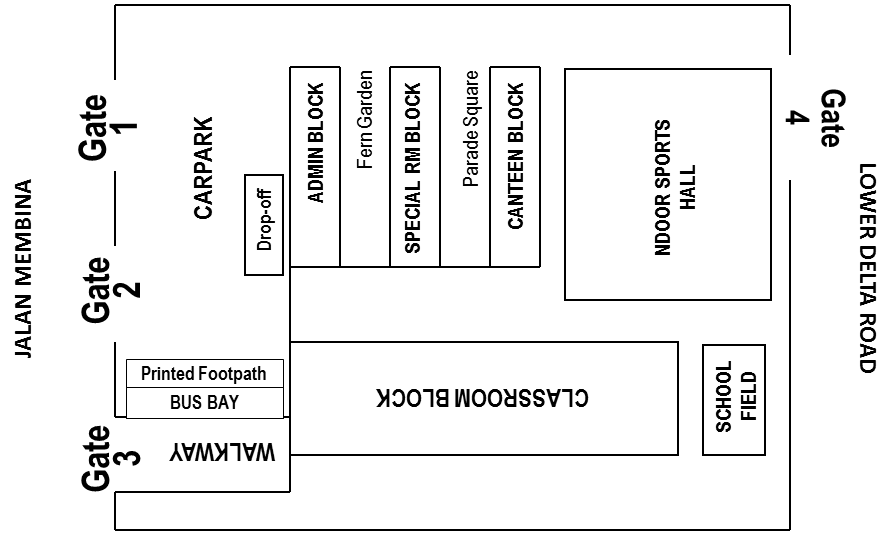 JALAN MEMBINA
Gate
1
Gate
2
Gate
3
CARPARK
Drop-off
Printed Footpath
BUS BAY
WALKWAY
ADMIN BLOCK
Fern Garden
SPECIAL RM BLOCK
Parade Square
CANTEEN BLOCK
NDOOR SPORTS
HALL
CLASSROOM BLOCK
SCHOOL
FIELD
Gate
4
LOWER DELTA ROAD